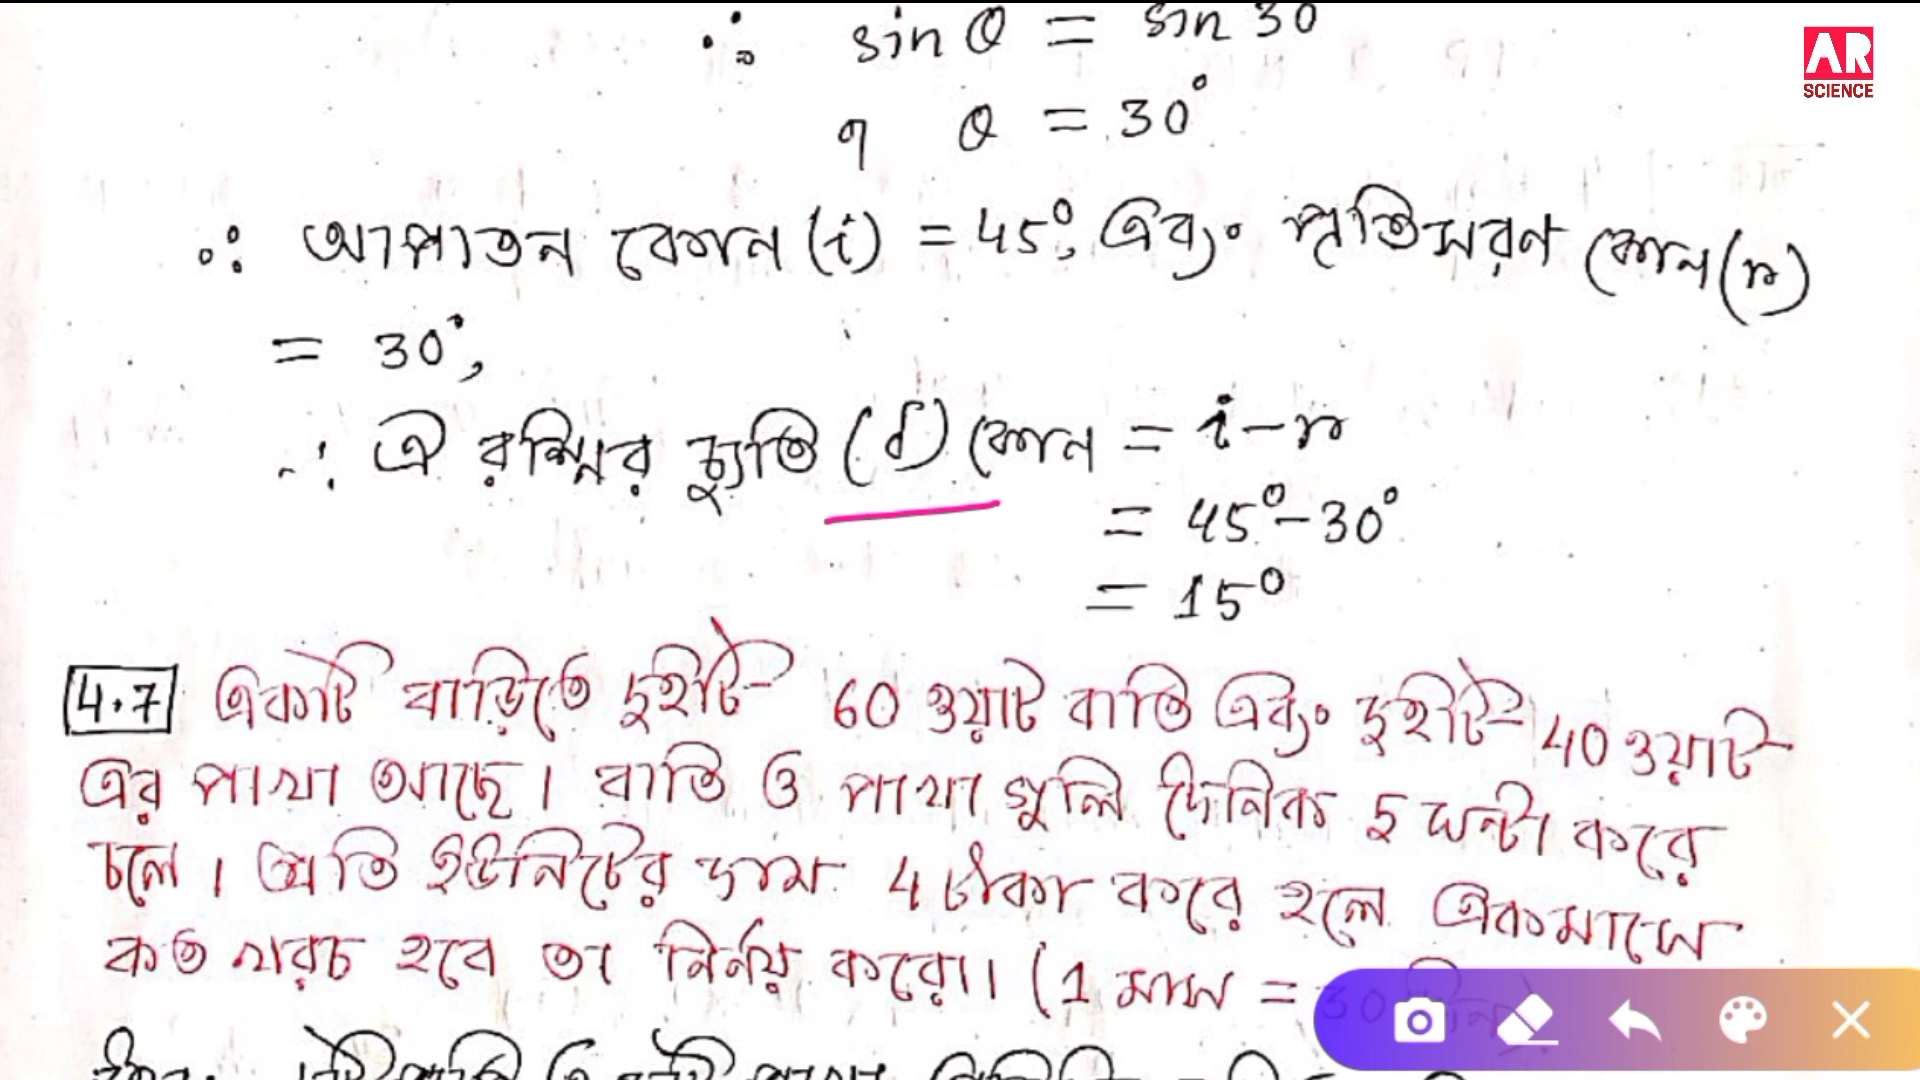 ∴ sin θ = sin 30
AR
SCIENCE
বা θ = 30°
∴ আপাতন কোন (i) = 45°, এবং প্রতিসরণ কোন (r)
= 30°,
∴ ঐ রশ্মির চ্যুতি (δ) কোন = i - r
= 45° - 30°
= 15°
4.7 একটি বাড়িতে দুইটি 60 ওয়াট বাতি এবং দুইটি 40 ওয়াট
এর পাখা আছে। বাতি ও পাখা গুলি দৈনিক 5 ঘন্টা করে
চলে। প্রতি ইউনিটের দাম 4 টাকা করে হলে একমাসে
কত খরচ হবে তা নির্ণয় করো। (1 মাস = 30 দিন)